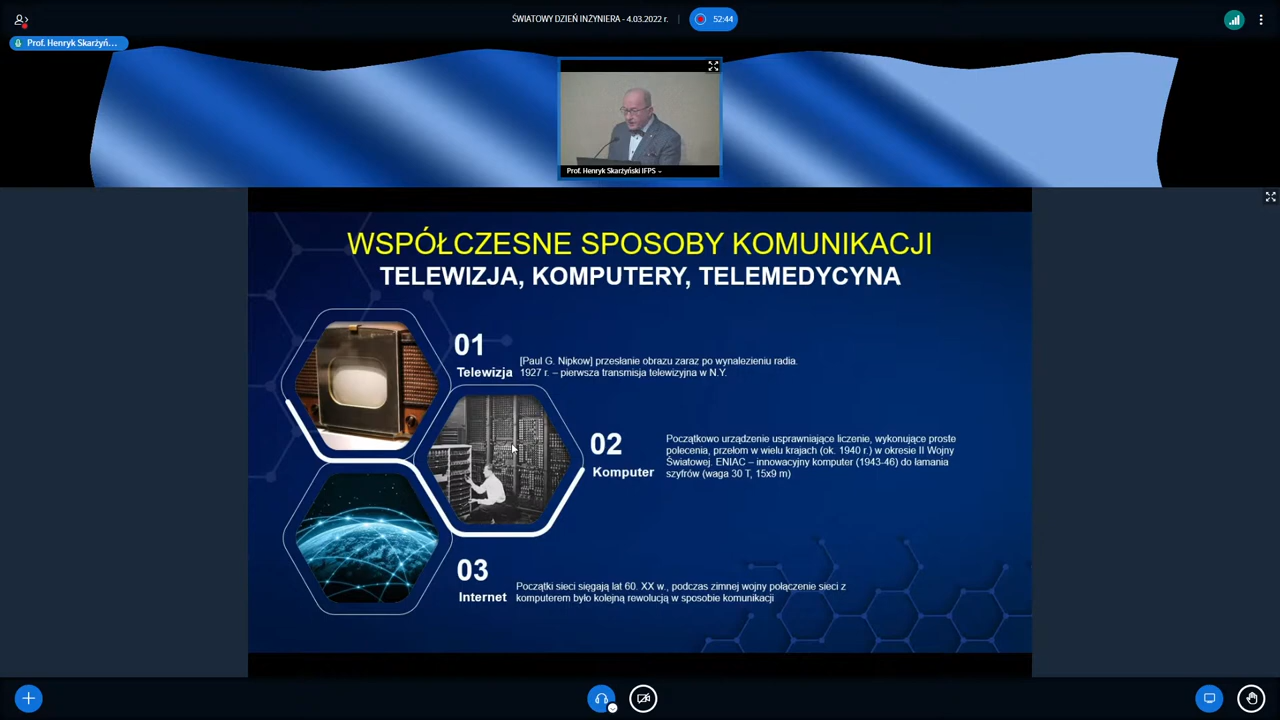 ŚWIATOWY DZIEŃ INŻYNIERA - 4.03.2022 r.
52:44
Prof. Henryk Skarżyń...
Prof. Henryk Skarżyński IFPS
WSPÓŁCZESNE SPOSOBY KOMUNIKACJI
TELEWIZJA, KOMPUTERY, TELEMEDYCYNA
01
Telewizja
[Paul G. Nipkow] przesłanie obrazu zaraz po wynalezieniu radia.
1927 r. – pierwsza transmisja telewizyjna w N.Y.
02
Komputer
Początkowo urządzenie usprawniające liczenie, wykonujące proste
polecenia, przełom w wielu krajach (ok. 1940 r.) w okresie II Wojny
Światowej. ENIAC – innowacyjny komputer (1943-46) do łamania
szyfrów (waga 30 T, 15x9 m)
03
Internet
Początki sieci sięgają lat 60. XX w., podczas zimnej wojny połączenie sieci z
komputerem było kolejną rewolucją w sposobie komunikacji